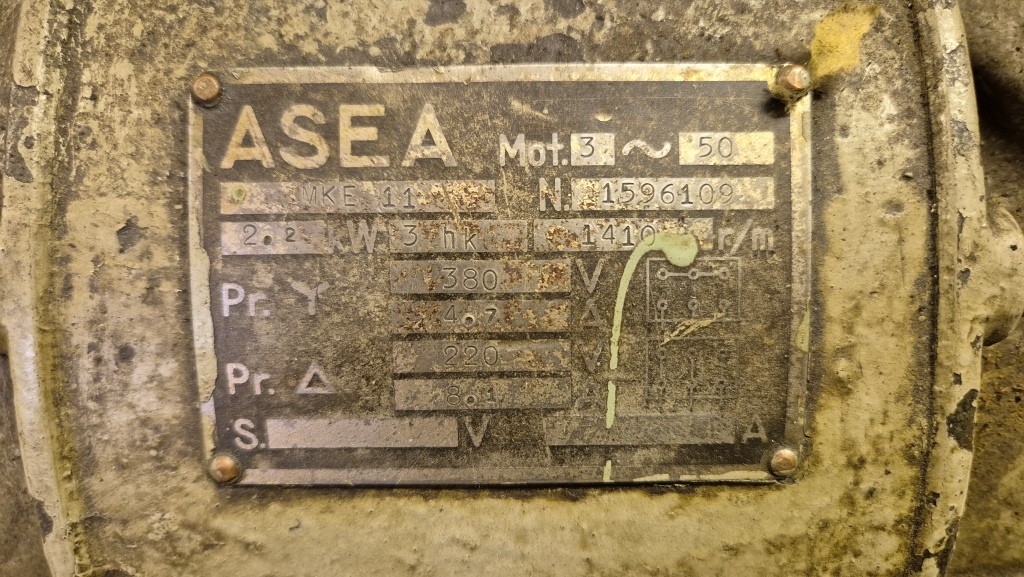 ASEA
Mot. 3 ~ 50
MKE 11 N. 1596109
2.2 kW 3 hk 1410 r/m
Pr. Y 380 V
4.7 A
Pr. Δ 220 V
8.1
S. V A